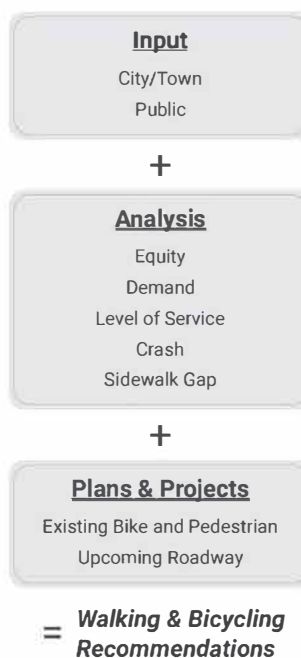 Input
City/Town
Public
+
Analysis
Equity
Demand
Level of Service
Crash
Sidewalk Gap
+
Plans & Projects
Existing Bike and Pedestrian
Upcoming Roadway
= Walking & Bicycling
Recommendations